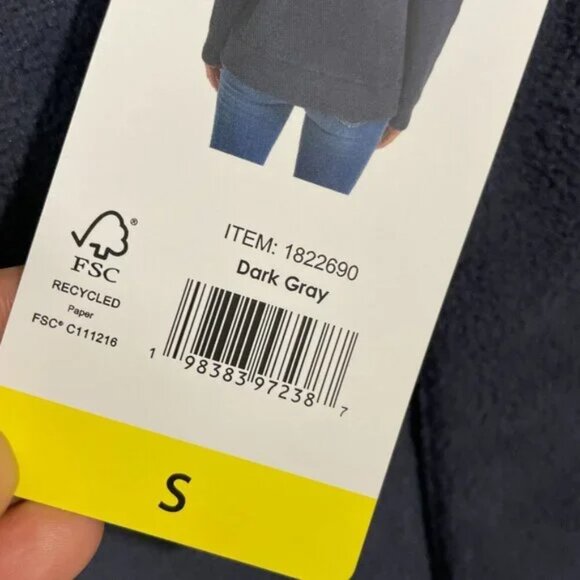 ITEM: 1822690
Dark Gray
®
FSC
RECYCLED
Paper
FSC® C111216
1 98383 97238 7
S